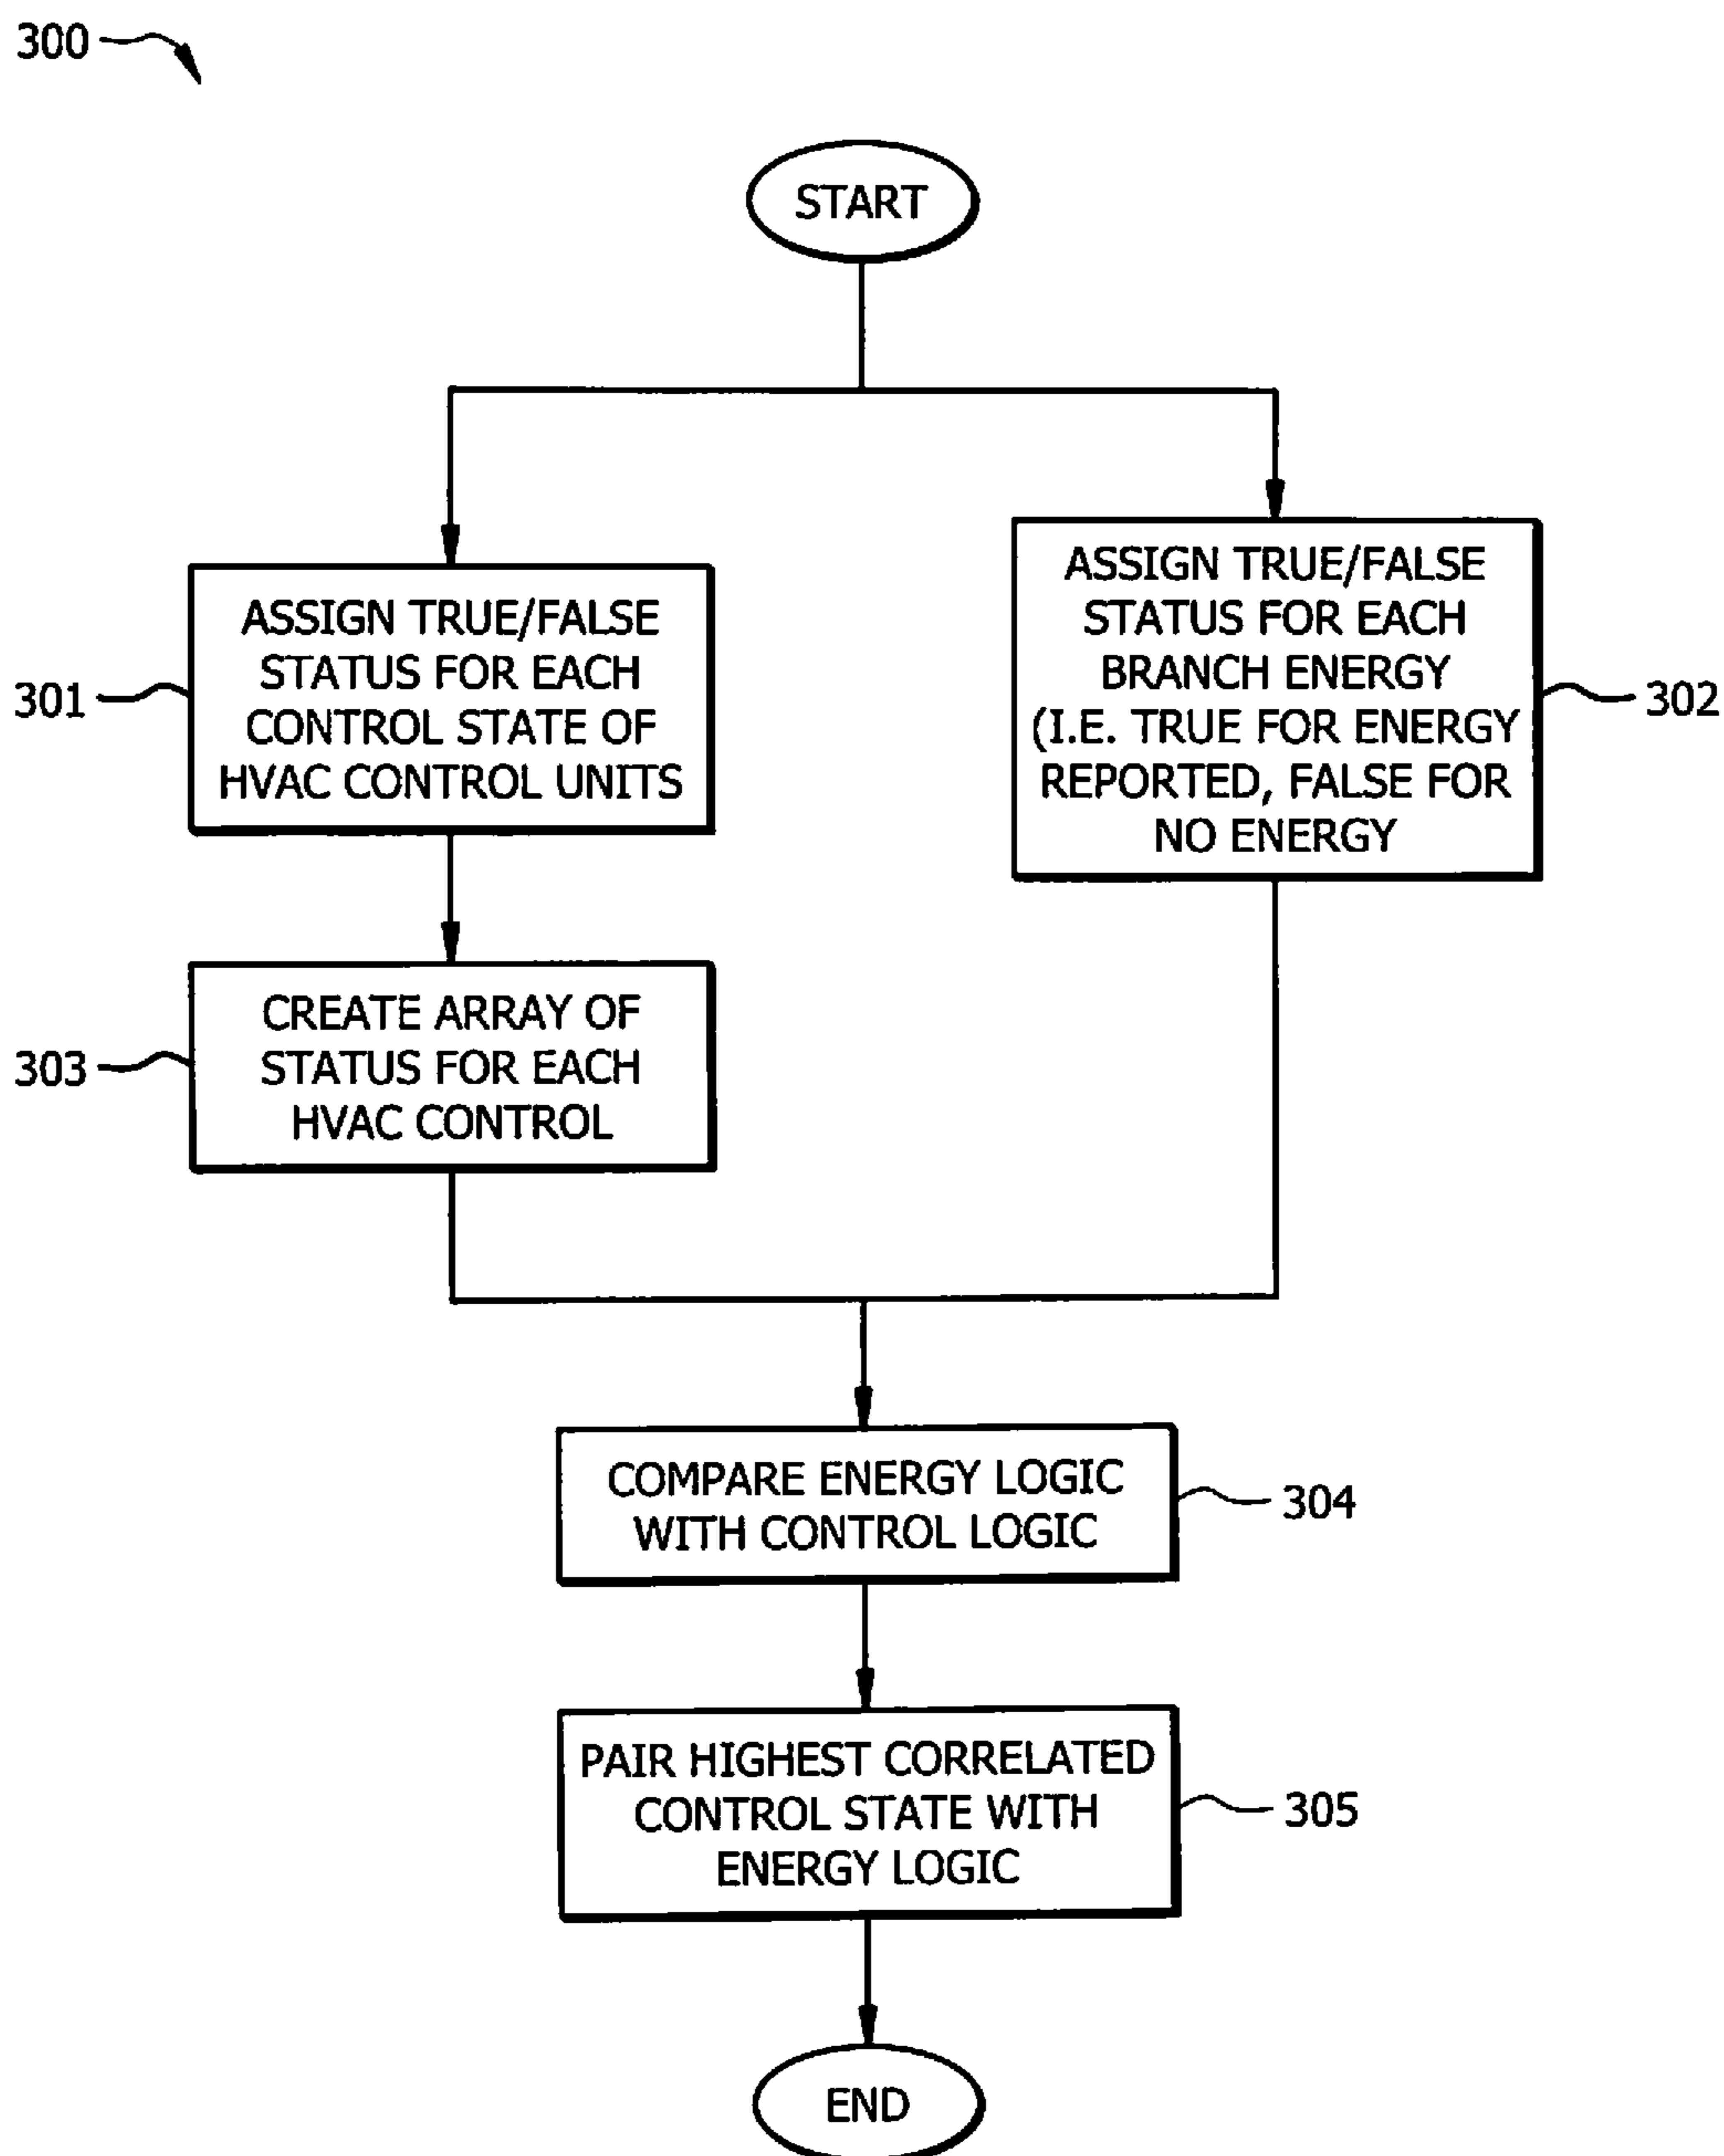 300
START
ASSIGN TRUE/FALSE
STATUS FOR EACH
CONTROL STATE OF
HVAC CONTROL UNITS
301
ASSIGN TRUE/FALSE
STATUS FOR EACH
BRANCH ENERGY
(I.E. TRUE FOR ENERGY
REPORTED, FALSE FOR
NO ENERGY
302
CREATE ARRAY OF
STATUS FOR EACH
HVAC CONTROL
303
COMPARE ENERGY LOGIC
WITH CONTROL LOGIC
304
PAIR HIGHEST CORRELATED
CONTROL STATE WITH
ENERGY LOGIC
305
END